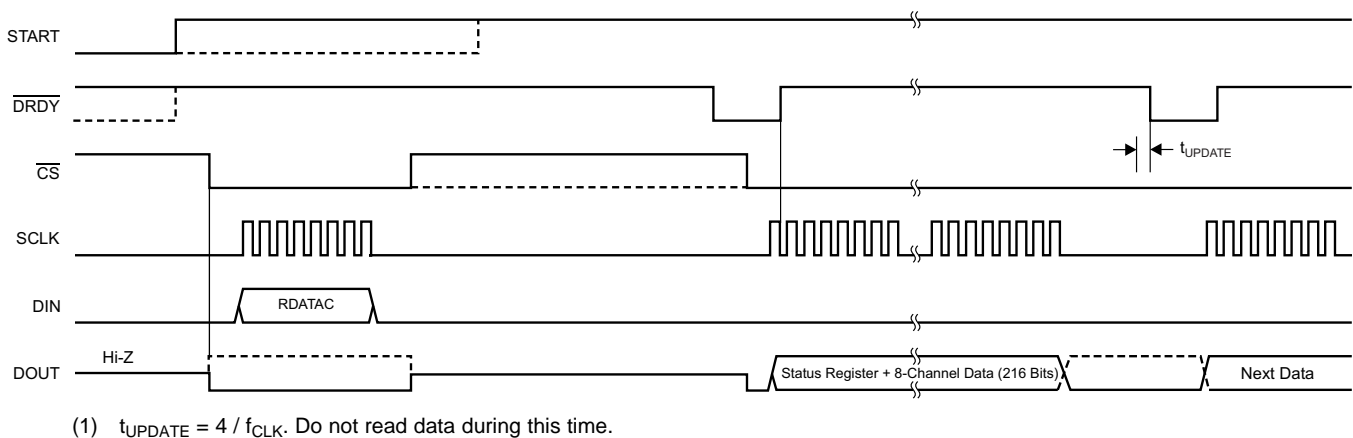 START
DRDY
CS
tUPDATE
SCLK
DIN
RDATAC
Hi-Z
DOUT
Status Register + 8-Channel Data (216 Bits)
Next Data
(1) tUPDATE = 4 / fCLK. Do not read data during this time.